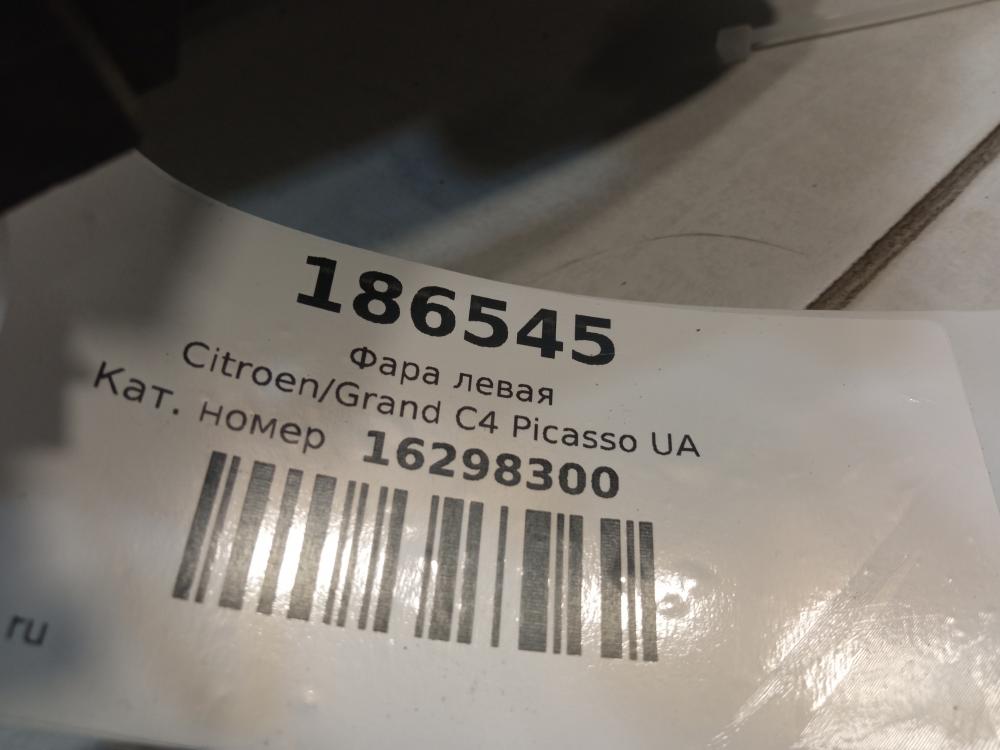 186545
Фара левая
Citroen/Grand C4 Picasso UA
Кат. номер 16298300
ru